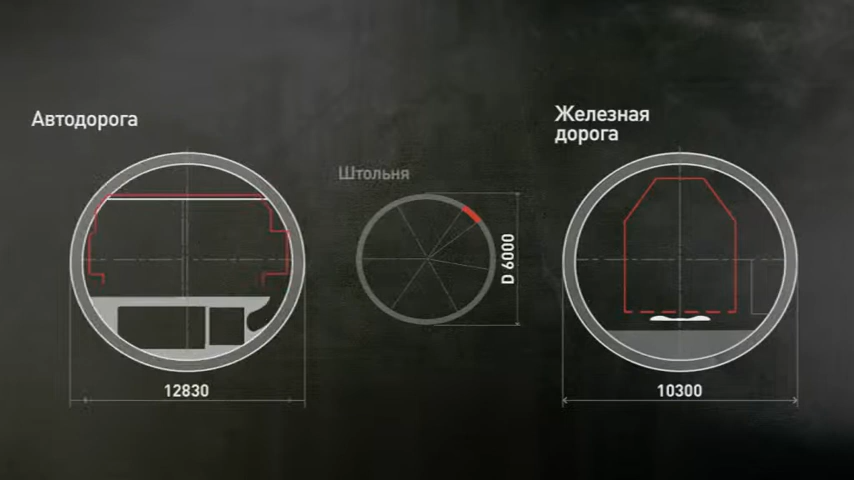 Автодорога
Штольня
Железная
дорога
D 6000
12830
10300